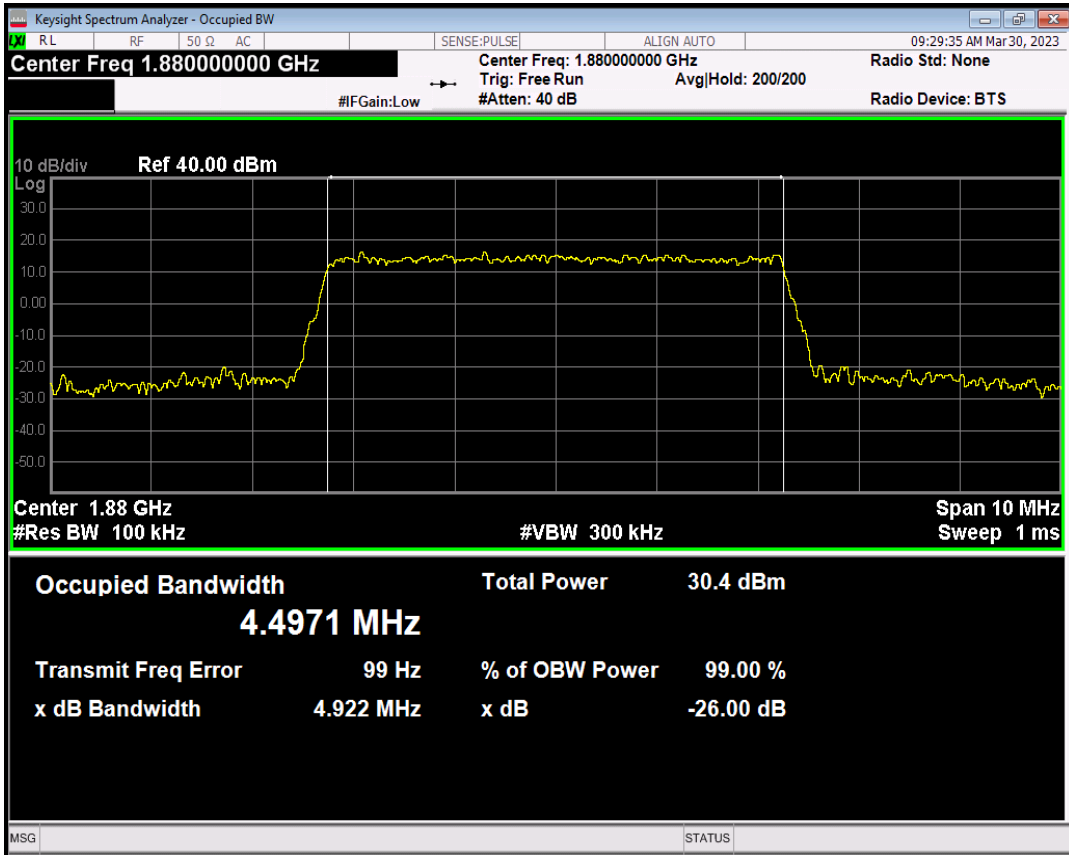 Keysight Spectrum Analyzer - Occupied BW
LXI RL RF 50 Ω AC SENSE:PULSE ALIGN AUTO 09:29:35 AM Mar 30, 2023
Center Freq 1.880000000 GHz Center Freq: 1.880000000 GHz Radio Std: None
Trig: Free Run Avg|Hold: 200/200
#IFGain:Low #Atten: 40 dB Radio Device: BTS
10 dB/div Ref 40.00 dBm
Log
30.0
20.0
10.0
0.00
-10.0
-20.0
-30.0
-40.0
-50.0
Center 1.88 GHz Span 10 MHz
#Res BW 100 kHz #VBW 300 kHz Sweep 1 ms
Occupied Bandwidth Total Power 30.4 dBm
4.4971 MHz
Transmit Freq Error 99 Hz % of OBW Power 99.00 %
x dB Bandwidth 4.922 MHz x dB -26.00 dB
MSG STATUS